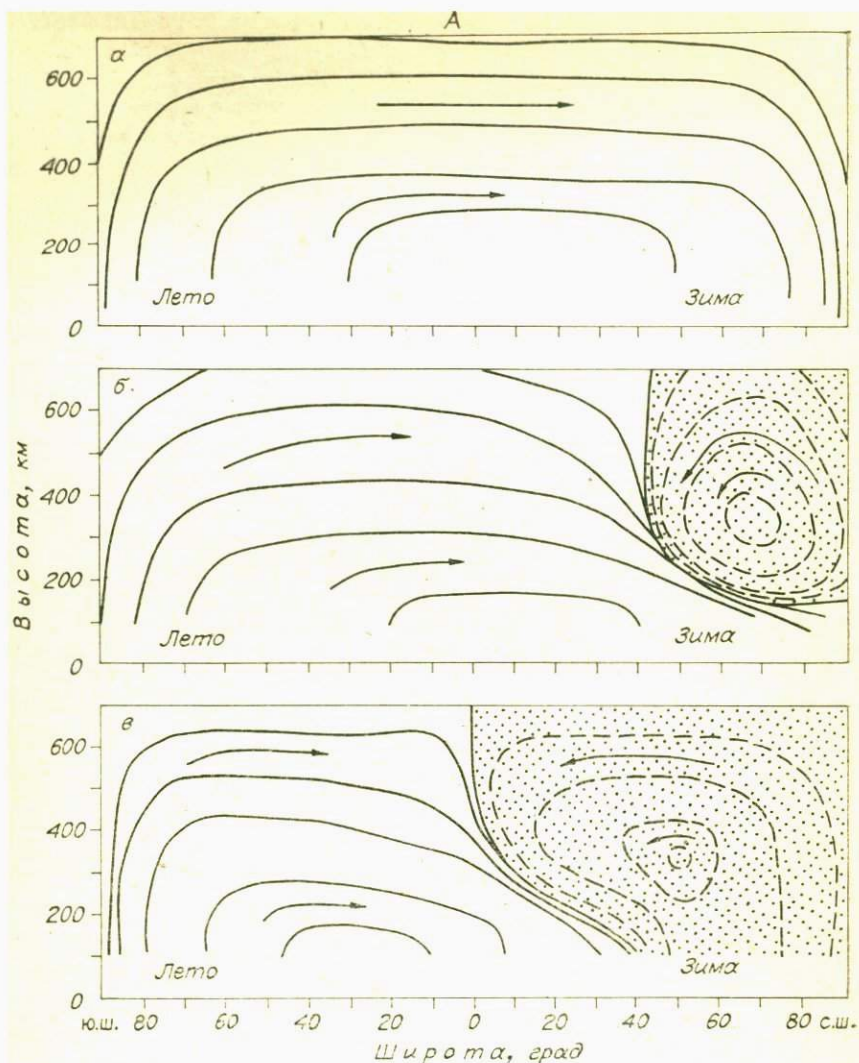 А
а
600
400
200
0
Лето
Зима
б.
600
400
200
0
Лето
Зима
Высота, км
в
600
400
200
0
Лето
Зима
ю.ш. 80 60 40 20 0 20 40 60 80 с.ш.
Широта, град